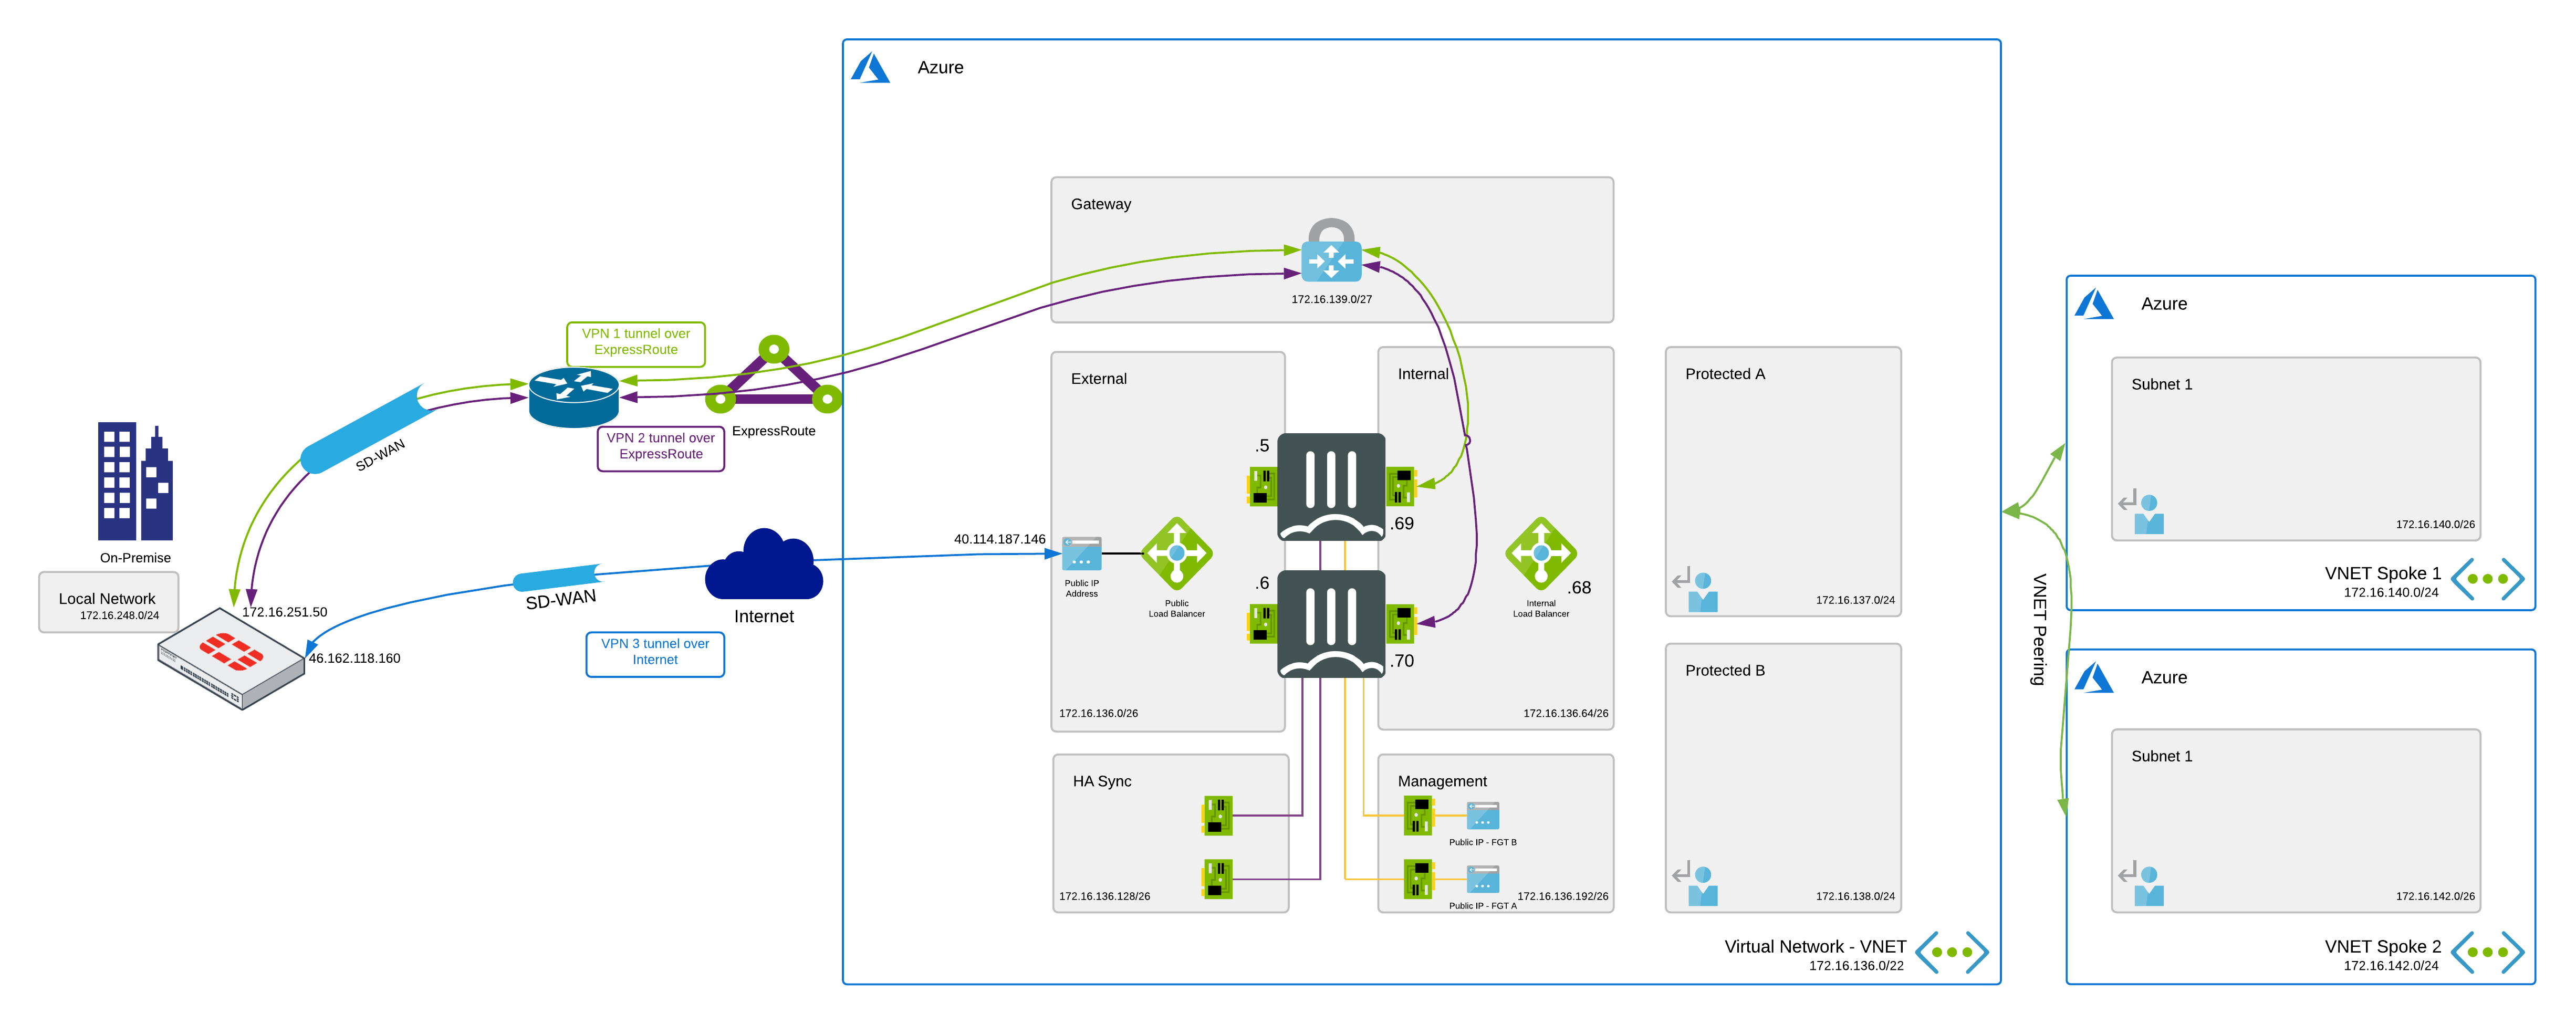 Azure
Gateway
172.16.139.0/27
VPN 1 tunnel over
ExpressRoute
VPN 2 tunnel over
ExpressRoute
ExpressRoute
SD-WAN
On-Premise
Local Network
172.16.248.0/24
172.16.251.50
46.162.118.160
SD-WAN
Internet
VPN 3 tunnel over
Internet
40.114.187.146
External
Public IP
Address
Public
Load Balancer
172.16.136.0/26
.5
.6
Internal
.69
.70
Internal
Load Balancer
.68
172.16.136.64/26
HA Sync
172.16.136.128/26
Management
Public IP - FGT B
Public IP - FGT A
172.16.136.192/26
Protected A
172.16.137.0/24
Protected B
172.16.138.0/24
Virtual Network - VNET
172.16.136.0/22
VNET Peering
Azure
Subnet 1
172.16.140.0/26
VNET Spoke 1
172.16.140.0/24
Azure
Subnet 1
172.16.142.0/26
VNET Spoke 2
172.16.142.0/24